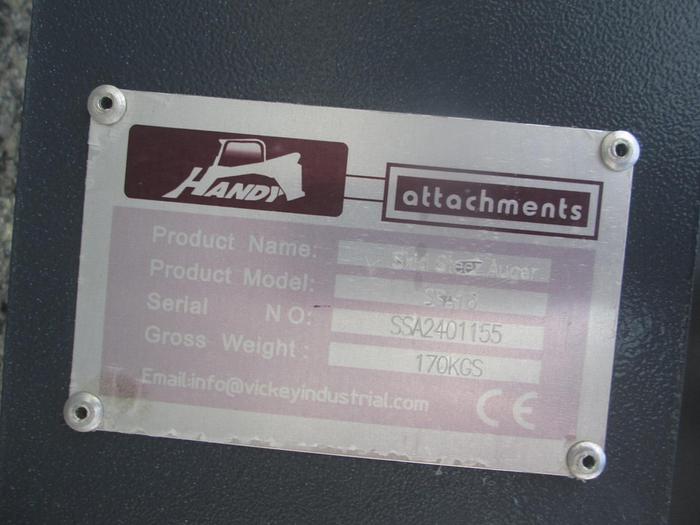 HANDY attachments
Product Name: Skid Steer Auger
Product Model:
Serial NO: SSA2401155
Gross Weight: 170KGS
Email:info@vickeyindustrial.com CE